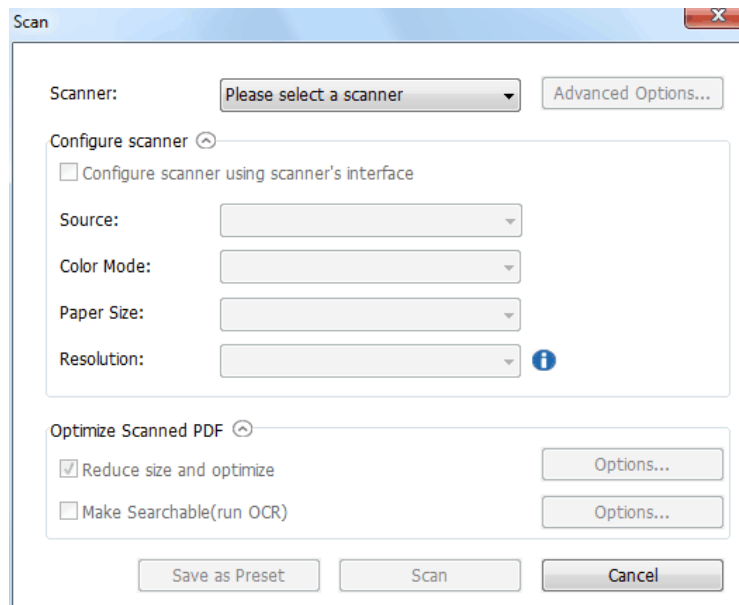 Scan
Scanner: Please select a scanner Advanced Options...
Configure scanner
Configure scanner using scanner's interface
Source:
Color Mode:
Paper Size:
Resolution:
Optimize Scanned PDF
Reduce size and optimize Options...
Make Searchable(run OCR) Options...
Save as Preset Scan Cancel